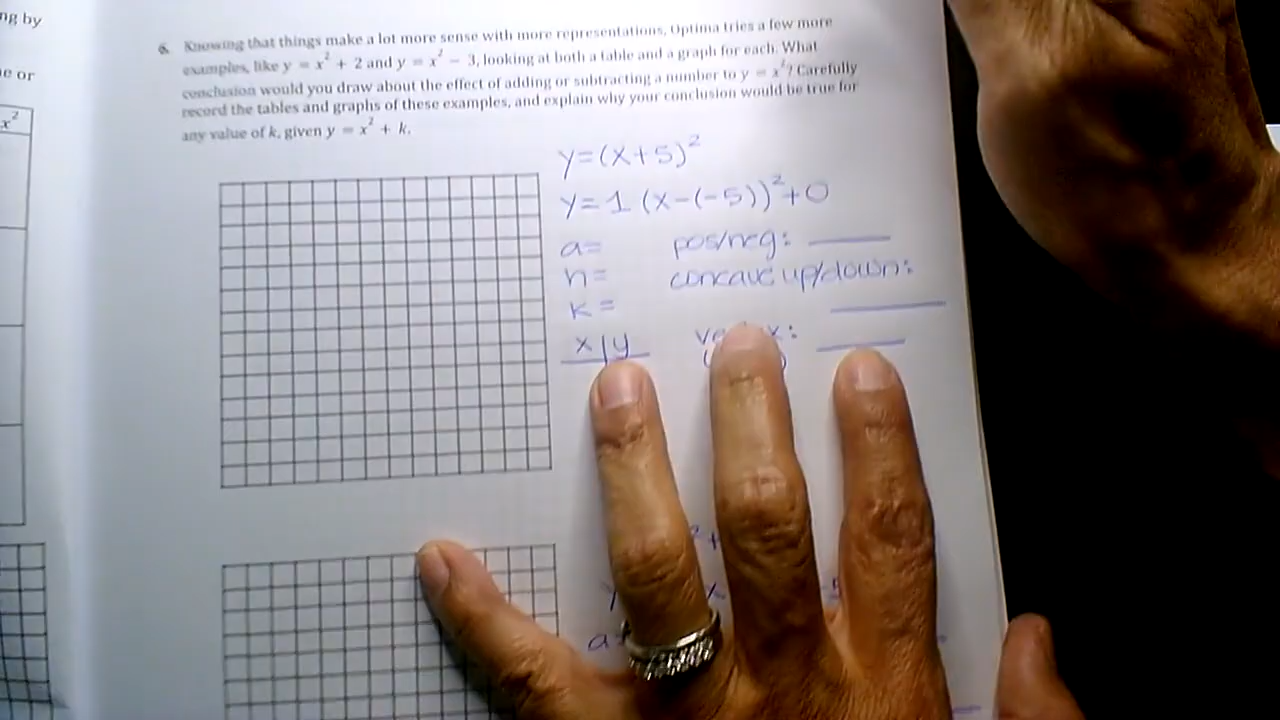 ng by
e or
x²
6. Knowing that things make a lot more sense with more representations, Optima tries a few more
examples, like y = x² + 2 and y = x² − 3, looking at both a table and a graph for each. What
conclusion would you draw about the effect of adding or subtracting a number to y = x²? Carefully
record the tables and graphs of these examples, and explain why your conclusion would be true for
any value of k, given y = x² + k.
y=(x+5)²
y=1(x-(-5))²+0
a= pos/neg:
h= concave up/down:
k=
x|y
a